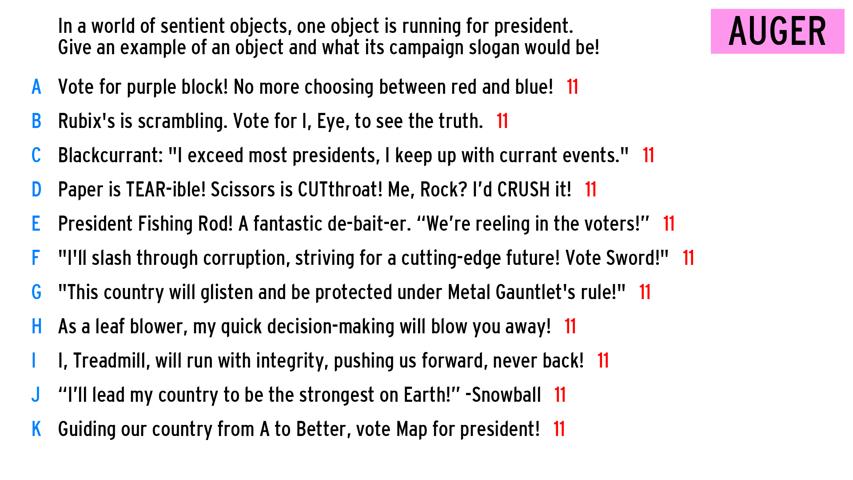 In a world of sentient objects, one object is running for president.
Give an example of an object and what its campaign slogan would be!
AUGER
A Vote for purple block! No more choosing between red and blue! 11
B Rubix's is scrambling. Vote for I, Eye, to see the truth. 11
C Blackcurrant: "I exceed most presidents, I keep up with currant events." 11
D Paper is TEAR-ible! Scissors is CUTthroat! Me, Rock? I'd CRUSH it! 11
E President Fishing Rod! A fantastic de-bait-er. “We’re reeling in the voters!” 11
F "I'll slash through corruption, striving for a cutting-edge future! Vote Sword!" 11
G "This country will glisten and be protected under Metal Gauntlet's rule!" 11
H As a leaf blower, my quick decision-making will blow you away! 11
I I, Treadmill, will run with integrity, pushing us forward, never back! 11
J “I’ll lead my country to be the strongest on Earth!” -Snowball 11
K Guiding our country from A to Better, vote Map for president! 11